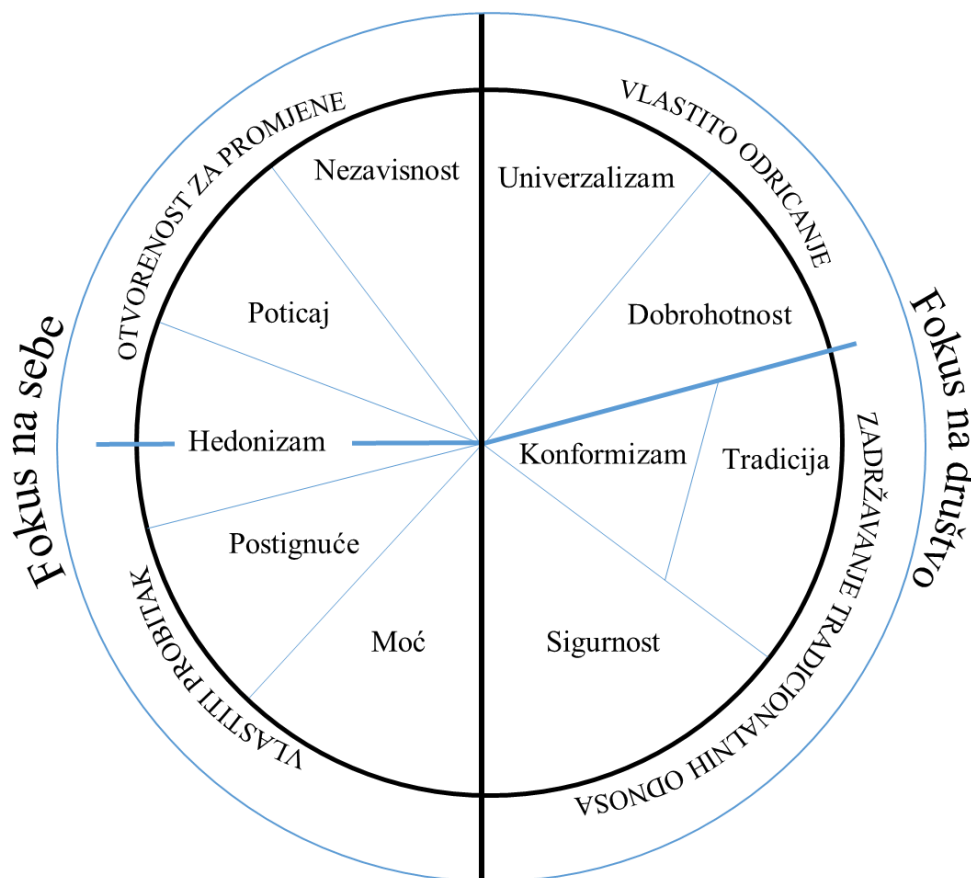 VLASTITO ODRICANJE
OTVORENOST ZA PROMJENE
Nezavisnost
Univerzalizam
Poticaj
Dobrohotnost
Fokus na sebe
Fokus na društvo
Hedonizam
Konformizam
Tradicija
Postignuće
ZADRŽAVANJE TRADICIONALNIH ODNOSA
Moć
Sigurnost
VLASTITI PROBITAK